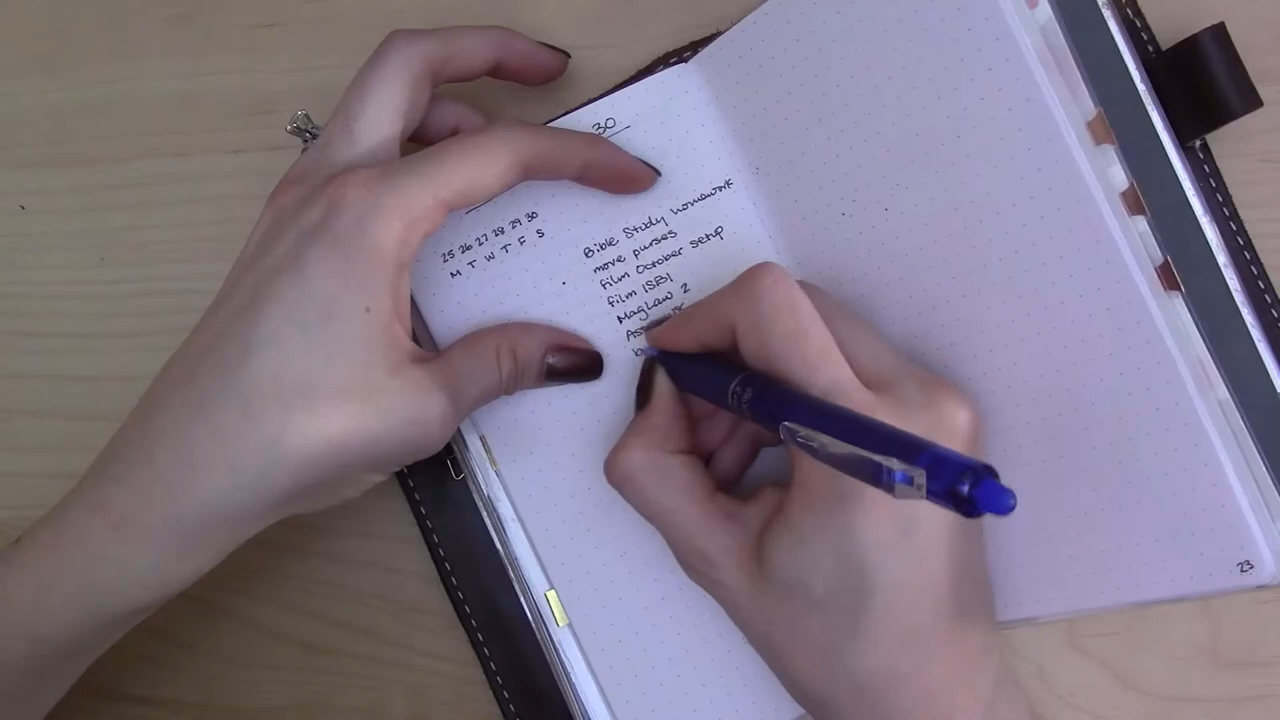 30
25 26 27 28 29 30
M T W T F S
Bible Study homework
move purses
film October setup
film ISBJ
MagLaw 2
23